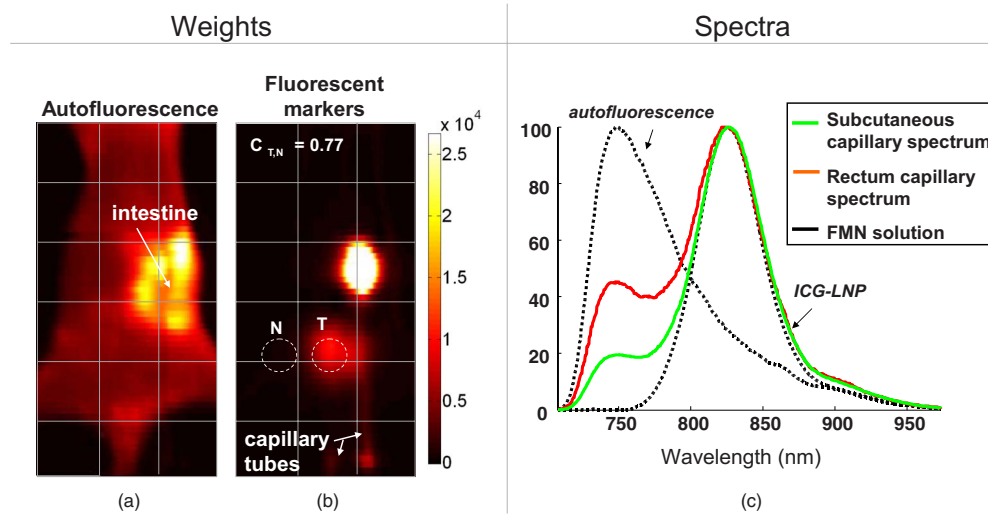 Weights
Spectra
Autofluorescence
Fluorescent
markers
x 10⁴
2.5
2
1.5
1
0.5
0
intestine
C T,N = 0.77
N
T
capillary
tubes
(a)
(b)
autofluorescence
ICG-LNP
Subcutaneous
capillary spectrum
Rectum capillary
spectrum
FMN solution
100
80
60
40
20
0
750
800
850
900
950
Wavelength (nm)
(c)